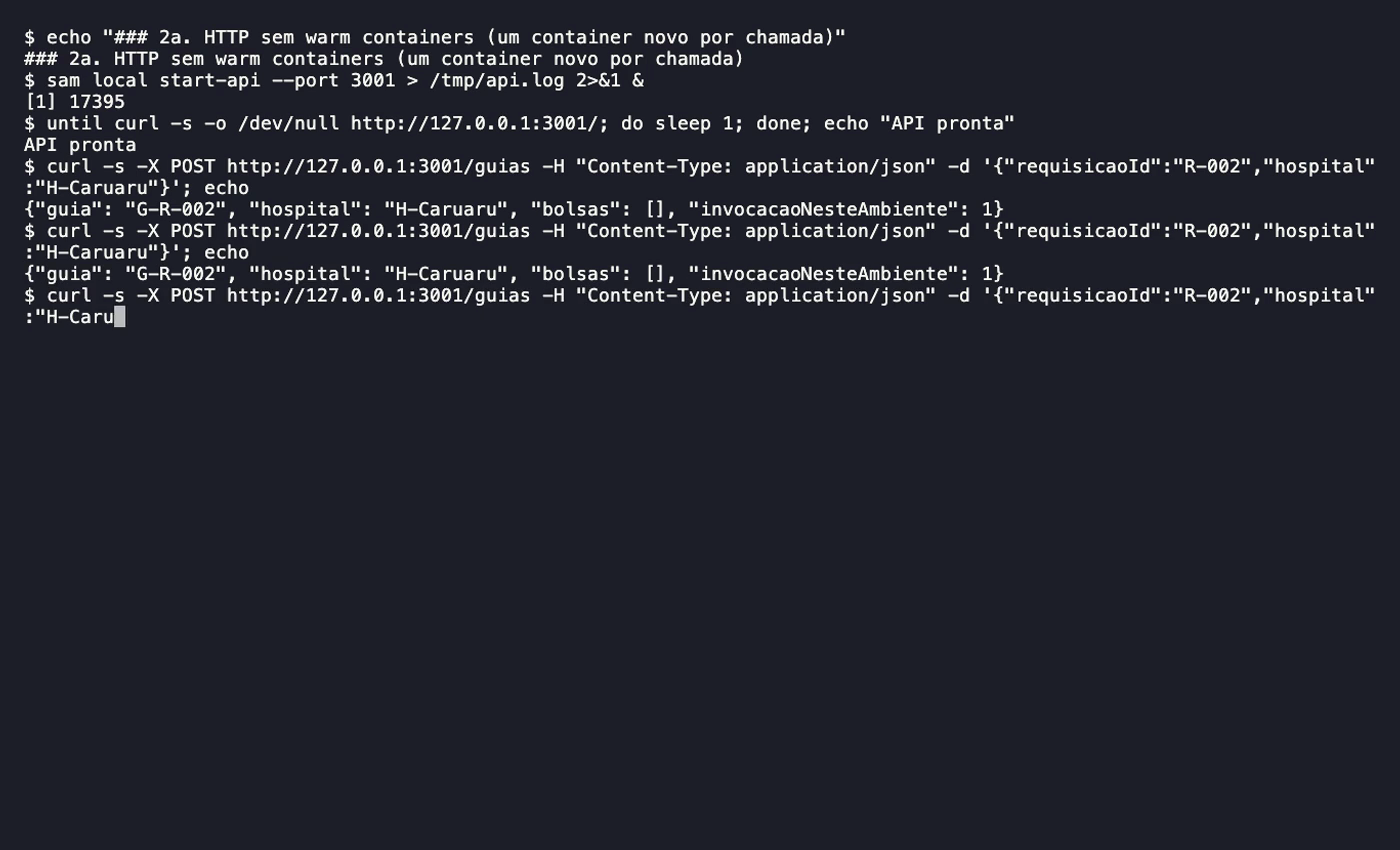 $ echo "### 2a. HTTP sem warm containers (um container novo por chamada)"
### 2a. HTTP sem warm containers (um container novo por chamada)
$ sam local start-api --port 3001 > /tmp/api.log 2>&1 &
[1] 17395
$ until curl -s -o /dev/null http://127.0.0.1:3001/; do sleep 1; done; echo "API pronta"
API pronta
$ curl -s -X POST http://127.0.0.1:3001/guias -H "Content-Type: application/json" -d '{"requisicaoId":"R-002","hospital"
:"H-Caruaru"}'; echo
{"guia": "G-R-002", "hospital": "H-Caruaru", "bolsas": [], "invocacaoNesteAmbiente": 1}
$ curl -s -X POST http://127.0.0.1:3001/guias -H "Content-Type: application/json" -d '{"requisicaoId":"R-002","hospital"
:"H-Caruaru"}'; echo
{"guia": "G-R-002", "hospital": "H-Caruaru", "bolsas": [], "invocacaoNesteAmbiente": 1}
$ curl -s -X POST http://127.0.0.1:3001/guias -H "Content-Type: application/json" -d '{"requisicaoId":"R-002","hospital"
:"H-Caru